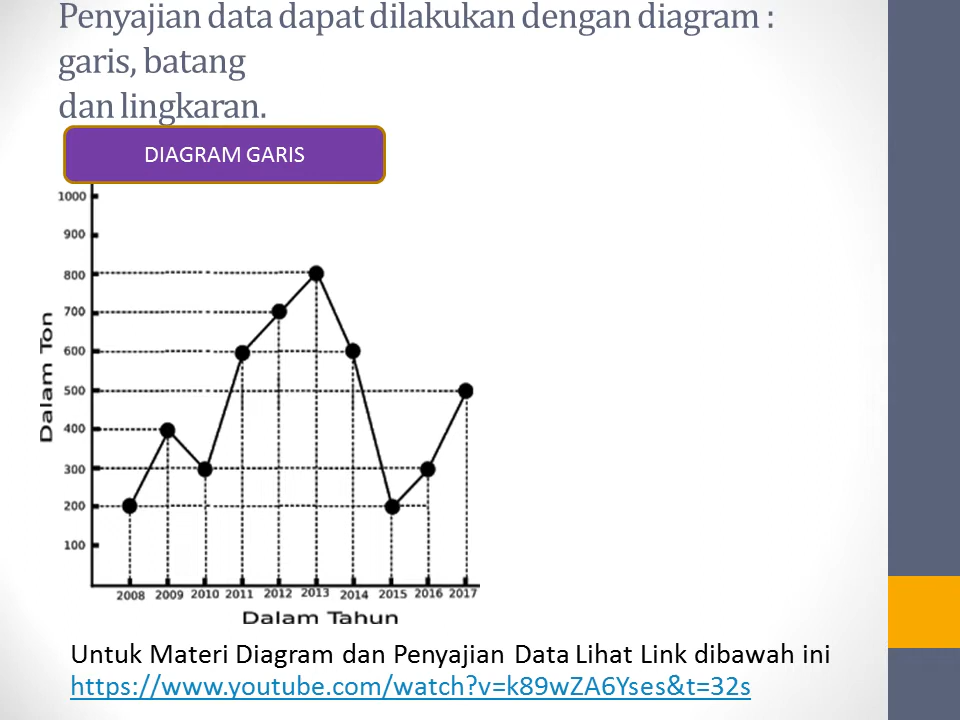 Penyajian data dapat dilakukan dengan diagram :
garis, batang
dan lingkaran.
DIAGRAM GARIS
1000
900
800
700
600
500
400
300
200
100
Dalam Ton
2008 2009 2010 2011 2012 2013 2014 2015 2016 2017
Dalam Tahun
Untuk Materi Diagram dan Penyajian Data Lihat Link dibawah ini
https://www.youtube.com/watch?v=k89wZA6Yses&t=32s